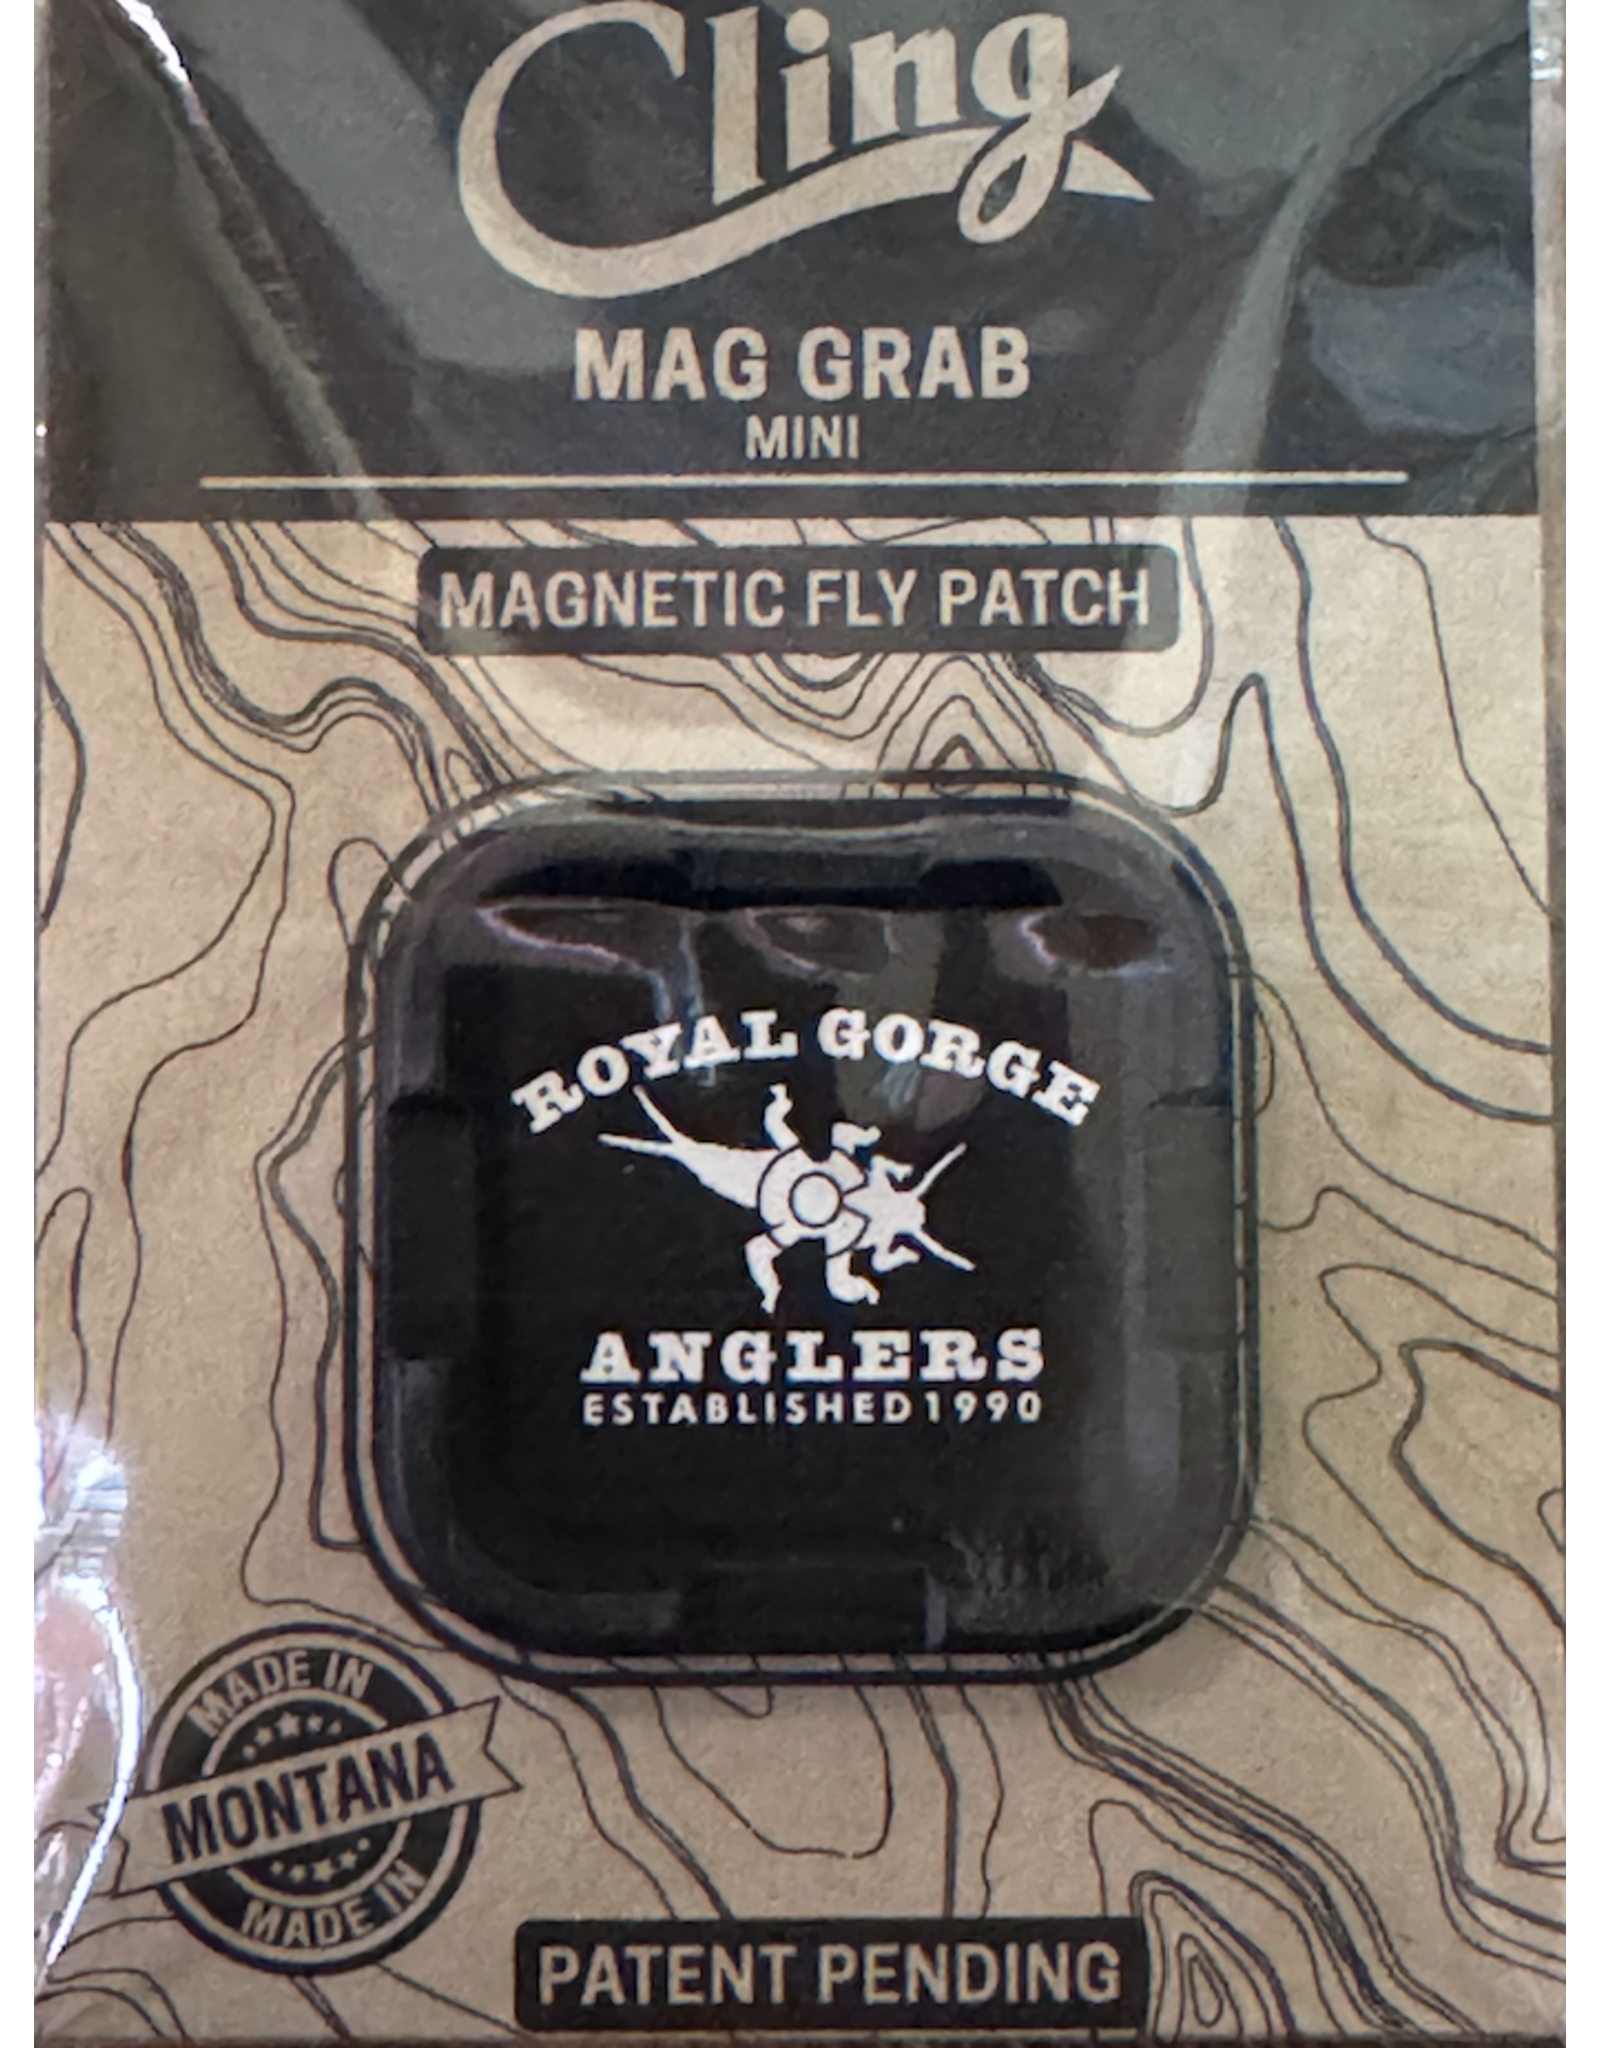 Cling
MAG GRAB
MINI
MAGNETIC FLY PATCH
ROYAL GORGE
ANGLERS
ESTABLISHED 1990
MADE IN
MONTANA
MADE IN
PATENT PENDING